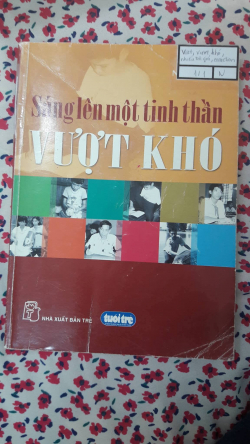 Sáng lên một tinh thần
VƯỢT KHÓ
NHÀ XUẤT BẢN TRẺ
tuổi trẻ